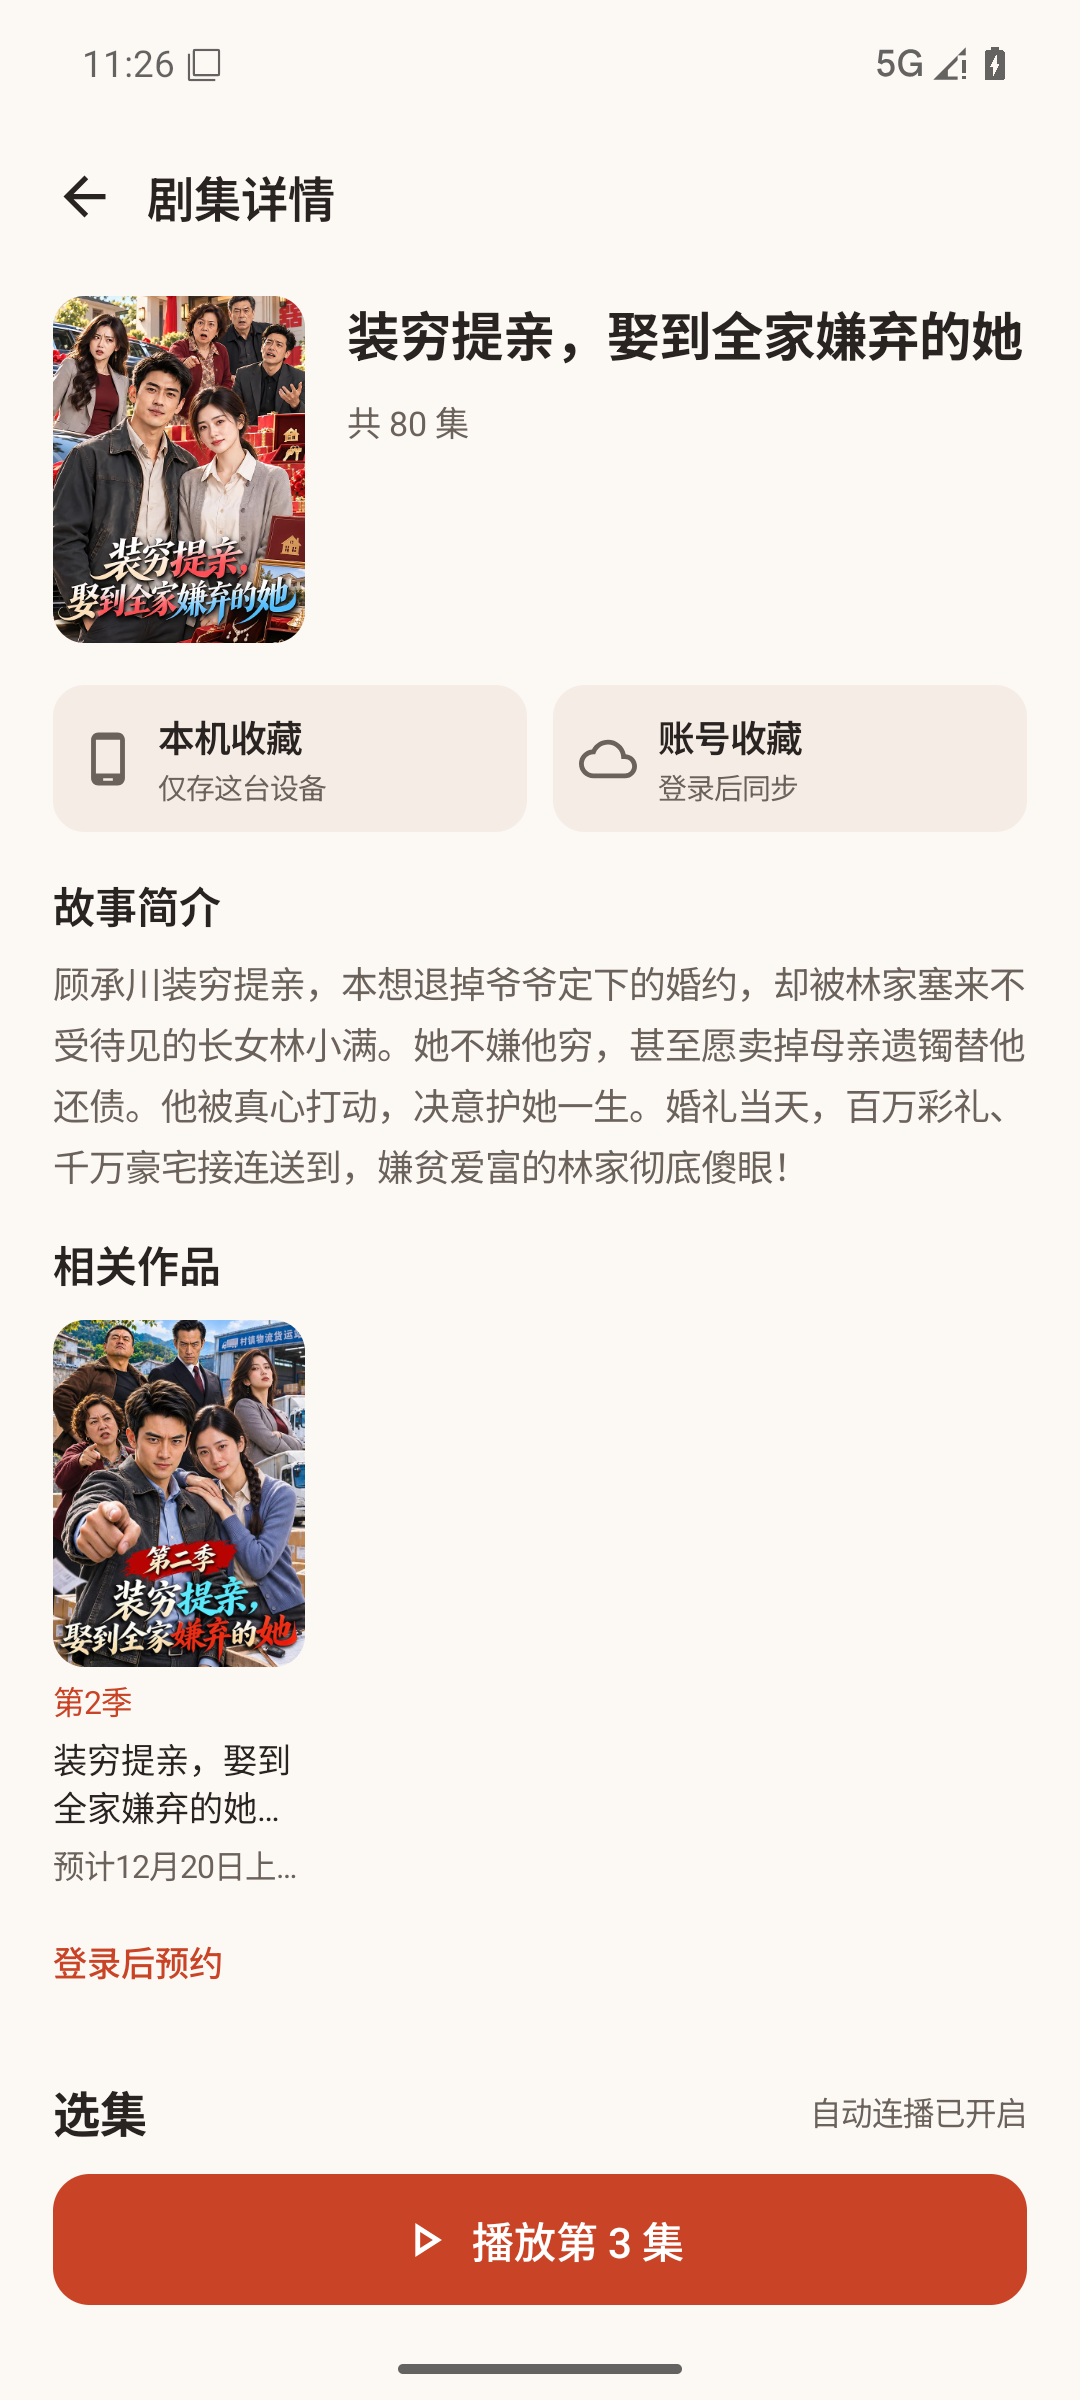 11:26
5G
剧集详情
装穷提亲，娶到全家嫌弃的她
共 80 集
装穷提亲，
娶到全家嫌弃的她
本机收藏
仅存这台设备
账号收藏
登录后同步
故事简介
顾承川装穷提亲，本想退掉爷爷定下的婚约，却被林家塞来不
受待见的长女林小满。她不嫌他穷，甚至愿卖掉母亲遗镯替他
还债。他被真心打动，决意护她一生。婚礼当天，百万彩礼、
千万豪宅接连送到，嫌贫爱富的林家彻底傻眼！
相关作品
村镇物流货运
第二季
装穷提亲，
娶到全家嫌弃的她
第2季
装穷提亲，娶到
全家嫌弃的她...
预计12月20日上...
登录后预约
选集
自动连播已开启
播放第 3 集